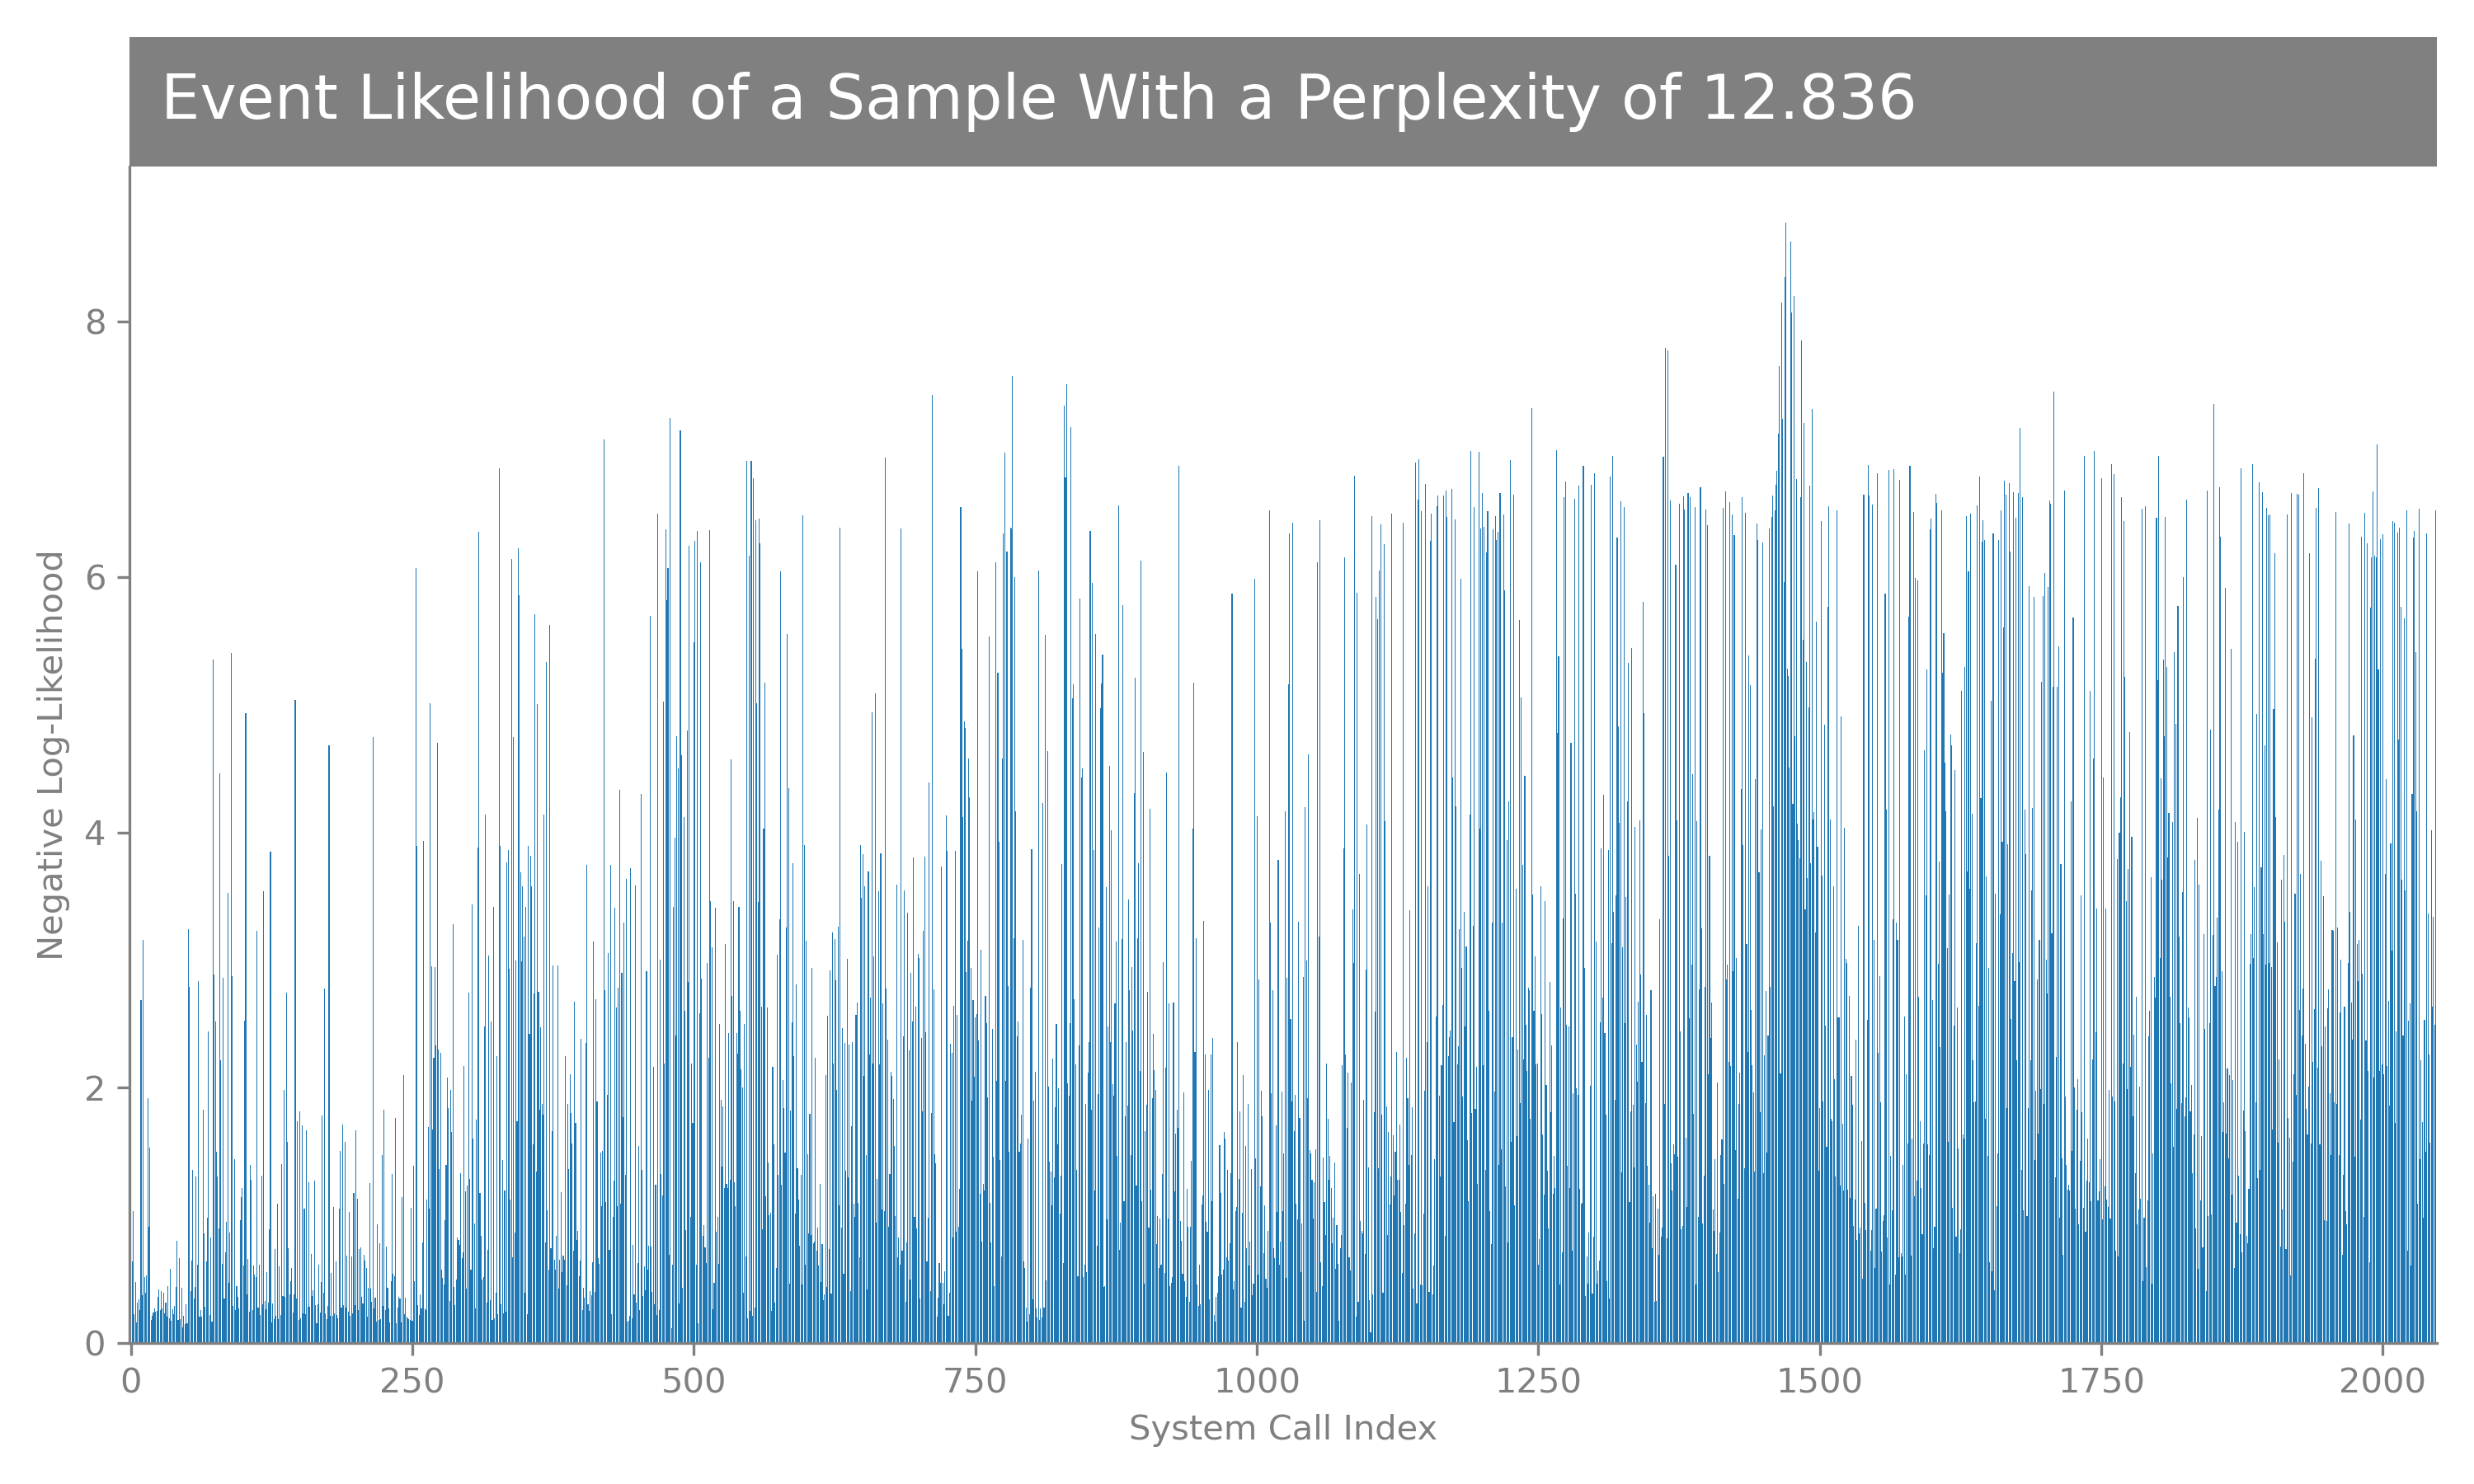 Event Likelihood of a Sample With a Perplexity of 12.836
Negative Log-Likelihood
8
6
4
2
0
0 250 500 750 1000 1250 1500 1750 2000
System Call Index